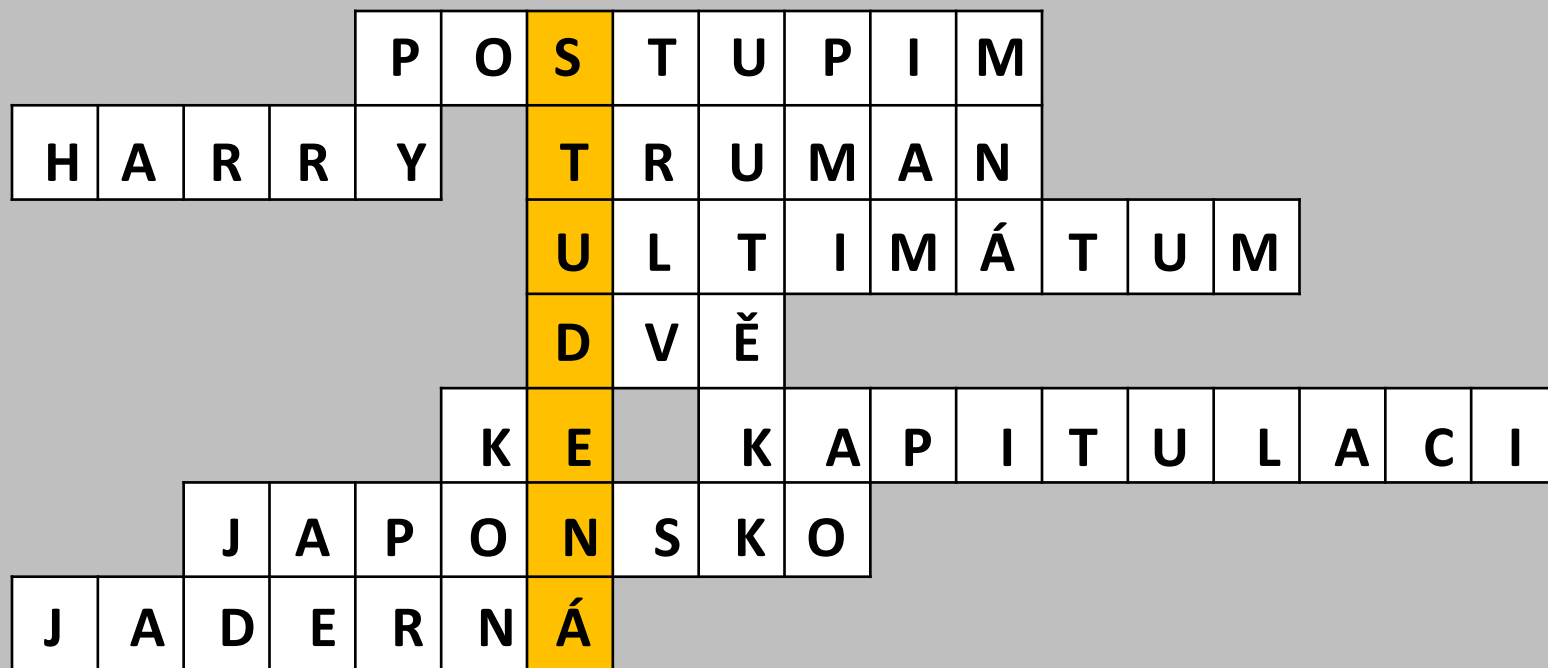 POSTUPIM
HARRY TRUMAN
ULTIMÁTUM
DVĚ
KE KAPITULACI
JAPONSKO
JADERNÁ